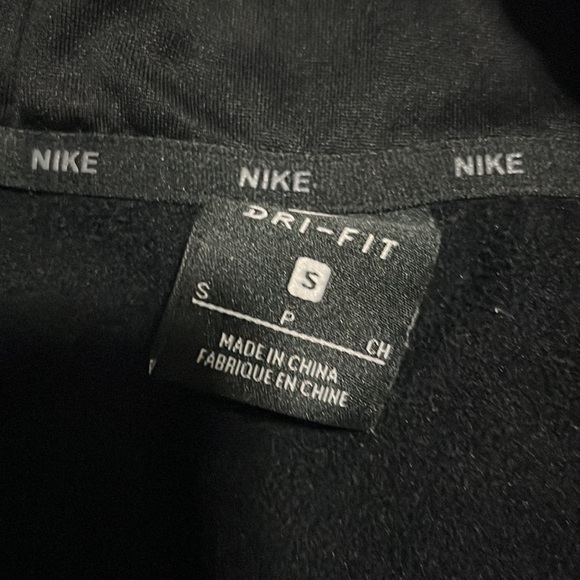 NIKE NIKE NIKE
DRI-FIT
S
S P CH
MADE IN CHINA
FABRIQUE EN CHINE